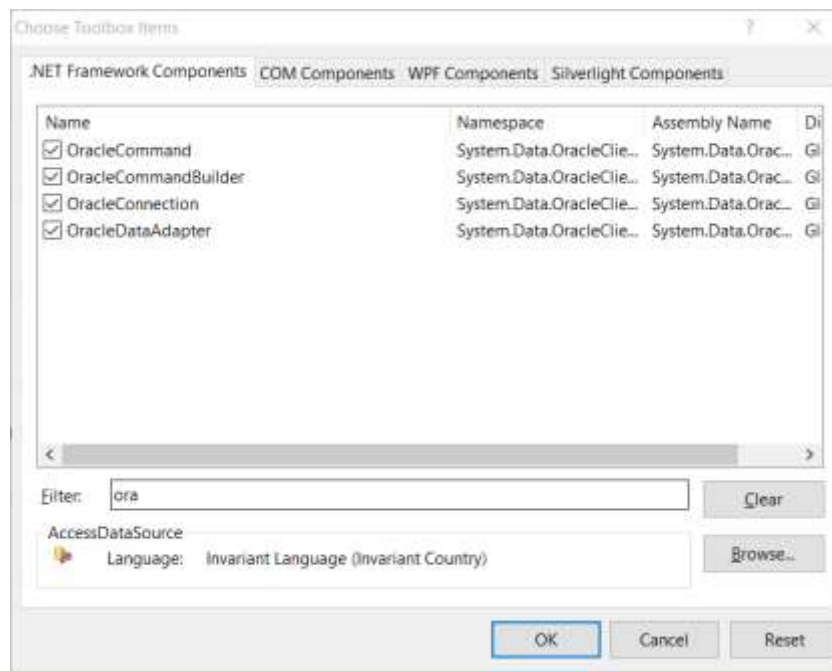 Choose Toolbox Items ? ×
.NET Framework Components COM Components WPF Components Silverlight Components
Name Namespace Assembly Name Di
OracleCommand System.Data.OracleClie... System.Data.Orac... Gl
OracleCommandBuilder System.Data.OracleClie... System.Data.Orac... Gl
OracleConnection System.Data.OracleClie... System.Data.Orac... Gl
OracleDataAdapter System.Data.OracleClie... System.Data.Orac... Gl
Filter: ora Clear
AccessDataSource
Language: Invariant Language (Invariant Country) Browse...
OK Cancel Reset